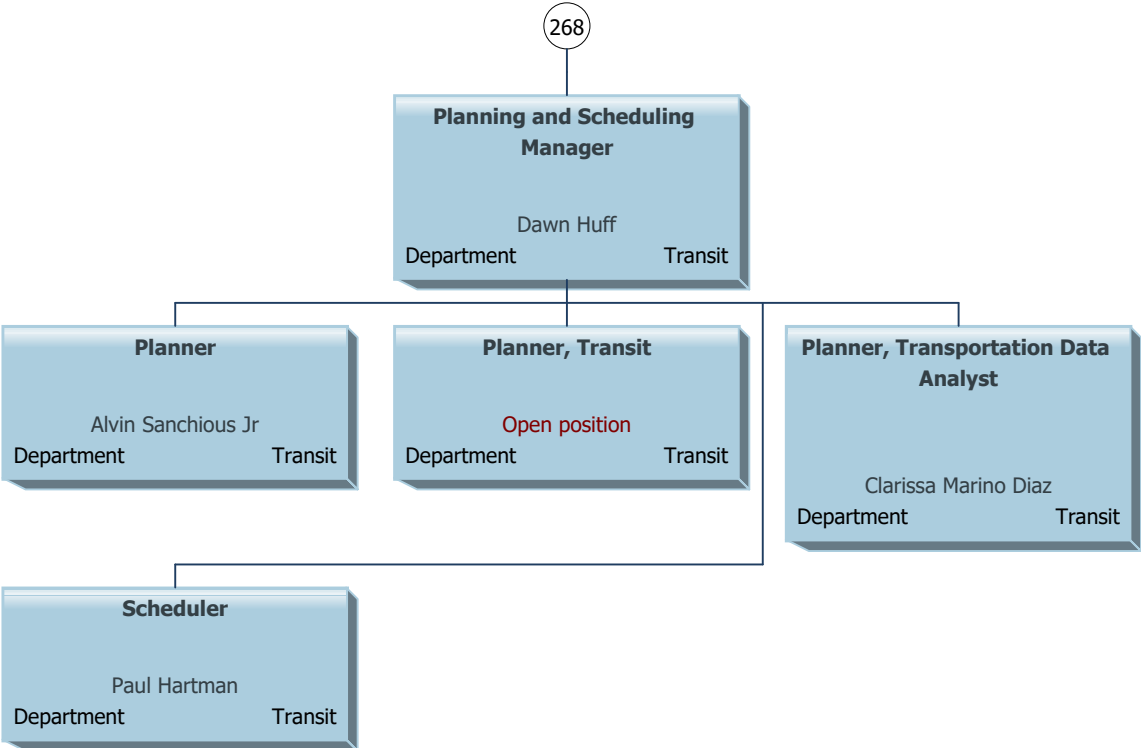 268
Planning and Scheduling
Manager
Dawn Huff
Department Transit
Planner
Alvin Sanchious Jr
Department Transit
Planner, Transit
Open position
Department Transit
Planner, Transportation Data
Analyst
Clarissa Marino Diaz
Department Transit
Scheduler
Paul Hartman
Department Transit